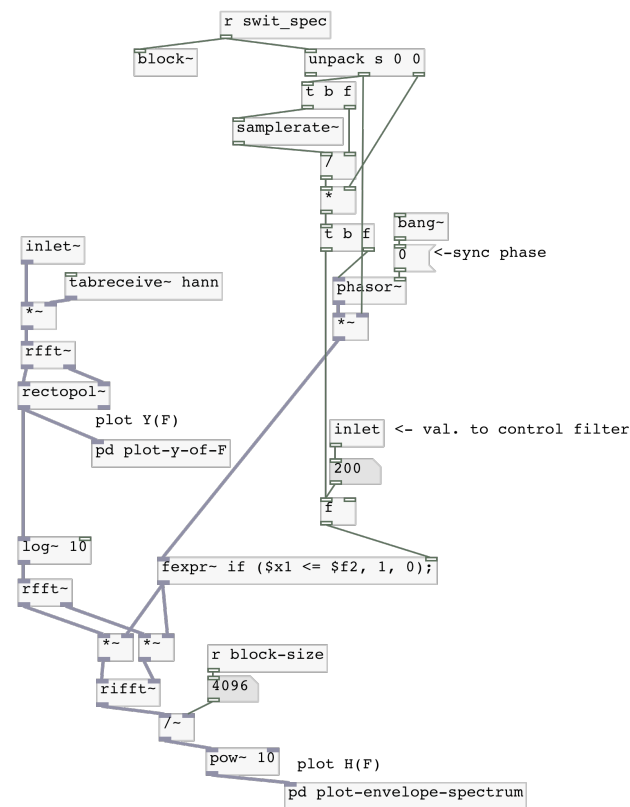 r swit_spec
block~
unpack s 0 0
t b f
samplerate~
/
*
t b f
bang~
0
<-sync phase
inlet~
tabreceive~ hann
phasor~
*~
*~
rfft~
rectopol~
plot Y(F)
pd plot-y-of-F
inlet
<- val. to control filter
200
f
log~ 10
fexpr~ if ($x1 <= $f2, 1, 0);
rfft~
*~
*~
r block-size
4096
rifft~
/~
pow~ 10
plot H(F)
pd plot-envelope-spectrum